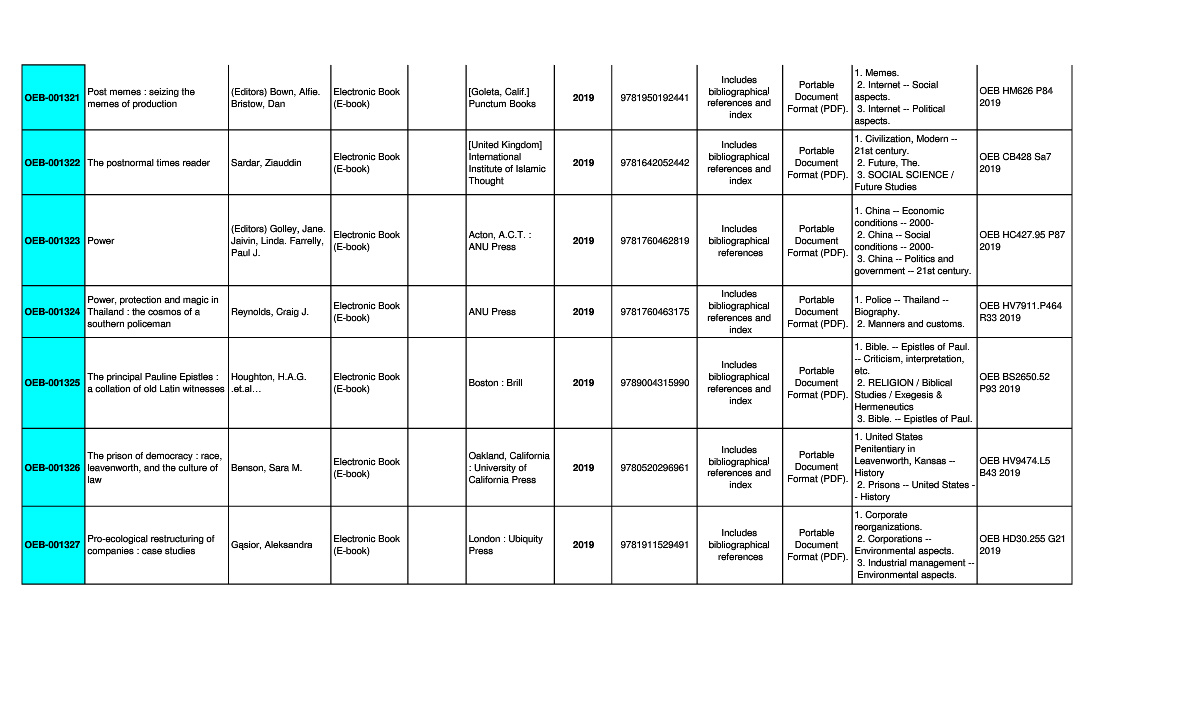 OEB-001321
Post memes : seizing the
memes of production
(Editors) Bown, Alfie.
Bristow, Dan
Electronic Book
(E-book)
[Goleta, Calif.]
Punctum Books
2019
9781950192441
Includes
bibliographical
references and
index
Portable
Document
Format (PDF).
1. Memes.
2. Internet -- Social
aspects.
3. Internet -- Political
aspects.
OEB HM626 P84
2019
OEB-001322
The postnormal times reader
Sardar, Ziauddin
Electronic Book
(E-book)
[United Kingdom]
International
Institute of Islamic
Thought
2019
9781642052442
Includes
bibliographical
references and
index
Portable
Document
Format (PDF).
1. Civilization, Modern --
21st century.
2. Future, The.
3. SOCIAL SCIENCE /
Future Studies
OEB CB428 Sa7
2019
OEB-001323
Power
(Editors) Golley, Jane.
Jaivin, Linda. Farrelly,
Paul J.
Electronic Book
(E-book)
Acton, A.C.T. :
ANU Press
2019
9781760462819
Includes
bibliographical
references
Portable
Document
Format (PDF).
1. China -- Economic
conditions -- 2000-
2. China -- Social
conditions -- 2000-
3. China -- Politics and
government -- 21st century.
OEB HC427.95 P87
2019
OEB-001324
Power, protection and magic in
Thailand : the cosmos of a
southern policeman
Reynolds, Craig J.
Electronic Book
(E-book)
ANU Press
2019
9781760463175
Includes
bibliographical
references and
index
Portable
Document
Format (PDF).
1. Police -- Thailand --
Biography.
2. Manners and customs.
OEB HV7911.P464
R33 2019
OEB-001325
The principal Pauline Epistles :
a collation of old Latin witnesses
Houghton, H.A.G.
.et.al…
Electronic Book
(E-book)
Boston : Brill
2019
9789004315990
Includes
bibliographical
references and
index
Portable
Document
Format (PDF).
1. Bible. -- Epistles of Paul.
-- Criticism, interpretation,
etc.
2. RELIGION / Biblical
Studies / Exegesis &
Hermeneutics
3. Bible. -- Epistles of Paul.
OEB BS2650.52
P93 2019
OEB-001326
The prison of democracy : race,
leavenworth, and the culture of
law
Benson, Sara M.
Electronic Book
(E-book)
Oakland, California
: University of
California Press
2019
9780520296961
Includes
bibliographical
references and
index
Portable
Document
Format (PDF).
1. United States
Penitentiary in
Leavenworth, Kansas --
History
2. Prisons -- United States -
- History
OEB HV9474.L5
B43 2019
OEB-001327
Pro-ecological restructuring of
companies : case studies
Gąsior, Aleksandra
Electronic Book
(E-book)
London : Ubiquity
Press
2019
9781911529491
Includes
bibliographical
references
Portable
Document
Format (PDF).
1. Corporate
reorganizations.
2. Corporations --
Environmental aspects.
3. Industrial management --
Environmental aspects.
OEB HD30.255 G21
2019